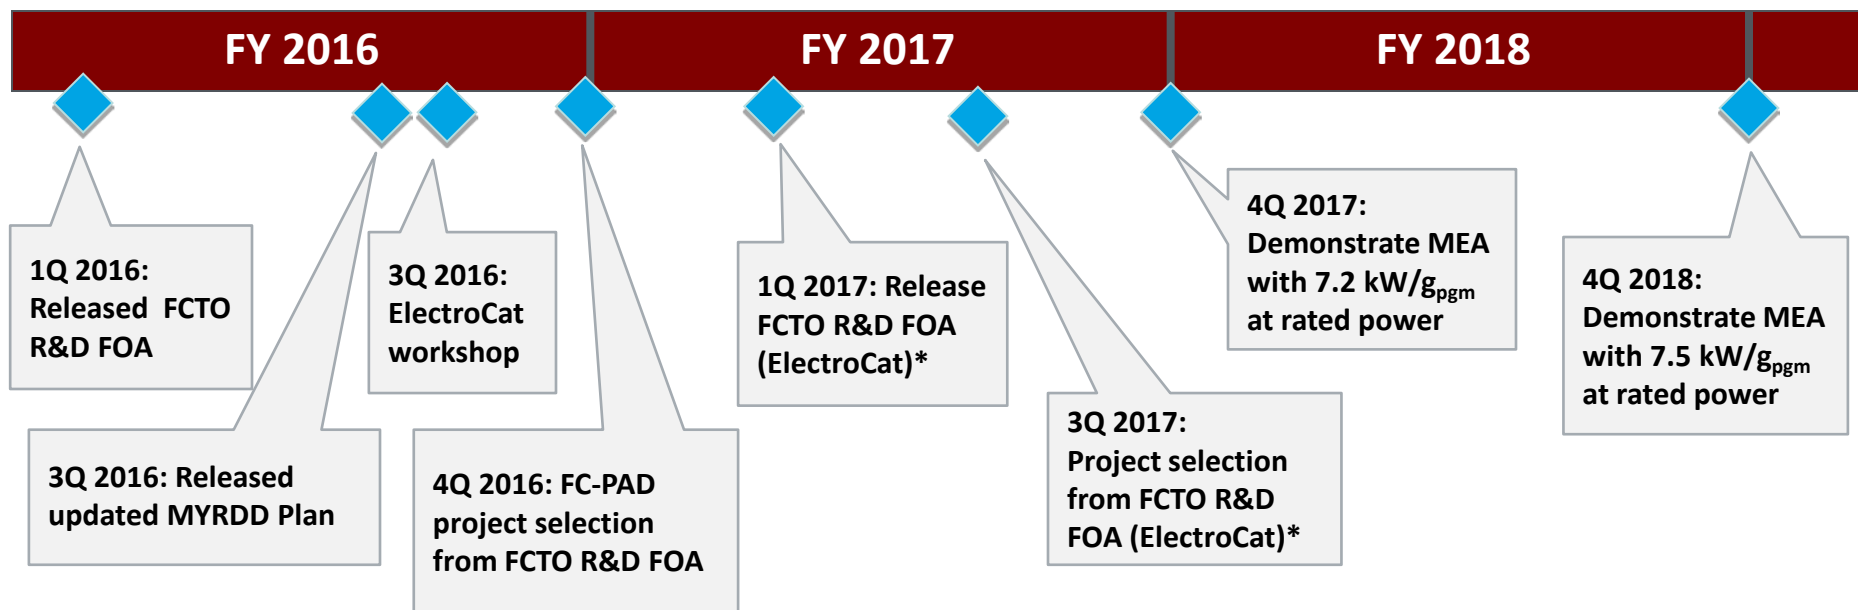 FY 2016
FY 2017
FY 2018
1Q 2016:
Released  FCTO
R&D FOA
3Q 2016: Released
updated MYRDD Plan
3Q 2016:
ElectroCat
workshop
4Q 2016: FC-PAD
project selection
from FCTO R&D FOA
1Q 2017: Release
FCTO R&D FOA
(ElectroCat)*
3Q 2017:
Project selection
from FCTO R&D
FOA (ElectroCat)*
4Q 2017:
Demonstrate MEA
with 7.2 kW/gpgm
at rated power
4Q 2018:
Demonstrate MEA
with 7.5 kW/gpgm
at rated power